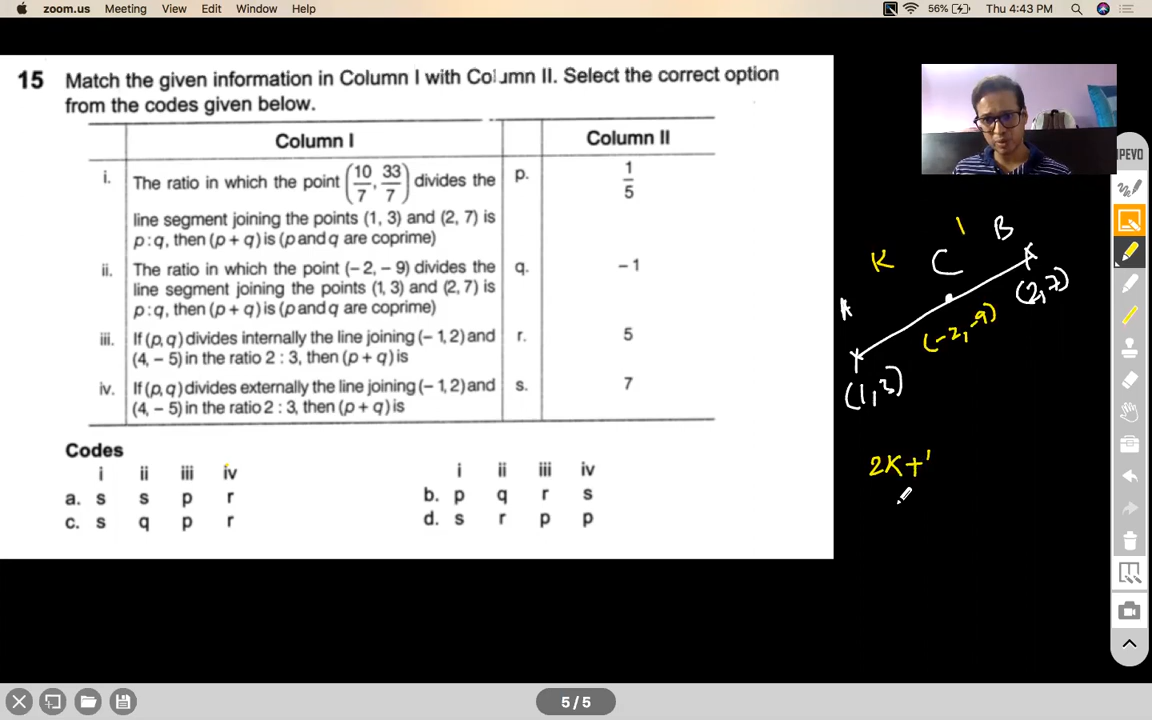 zoom.us Meeting View Edit Window Help 56% Thu 4:43 PM
15 Match the given information in Column I with Column II. Select the correct option
from the codes given below.
Column I Column II
i. The ratio in which the point (10/7, 33/7) divides the
line segment joining the points (1, 3) and (2, 7) is
p : q, then (p + q) is (p and q are coprime)
p. 1/5
ii. The ratio in which the point (– 2, – 9) divides the
line segment joining the points (1, 3) and (2, 7) is
p : q, then (p + q) is (p and q are coprime)
q. – 1
iii. If (p, q) divides internally the line joining (– 1, 2) and
(4, – 5) in the ratio 2 : 3, then (p + q) is
r. 5
iv. If (p, q) divides externally the line joining (– 1, 2) and
(4, – 5) in the ratio 2 : 3, then (p + q) is
s. 7
Codes
i ii iii iv
a. s s p r
c. s q p r
i ii iii iv
b. p q r s
d. s r p p
K 1
A C B
(1,3) (-2,-9) (2,7)
2K+1
IPEVO
5/5